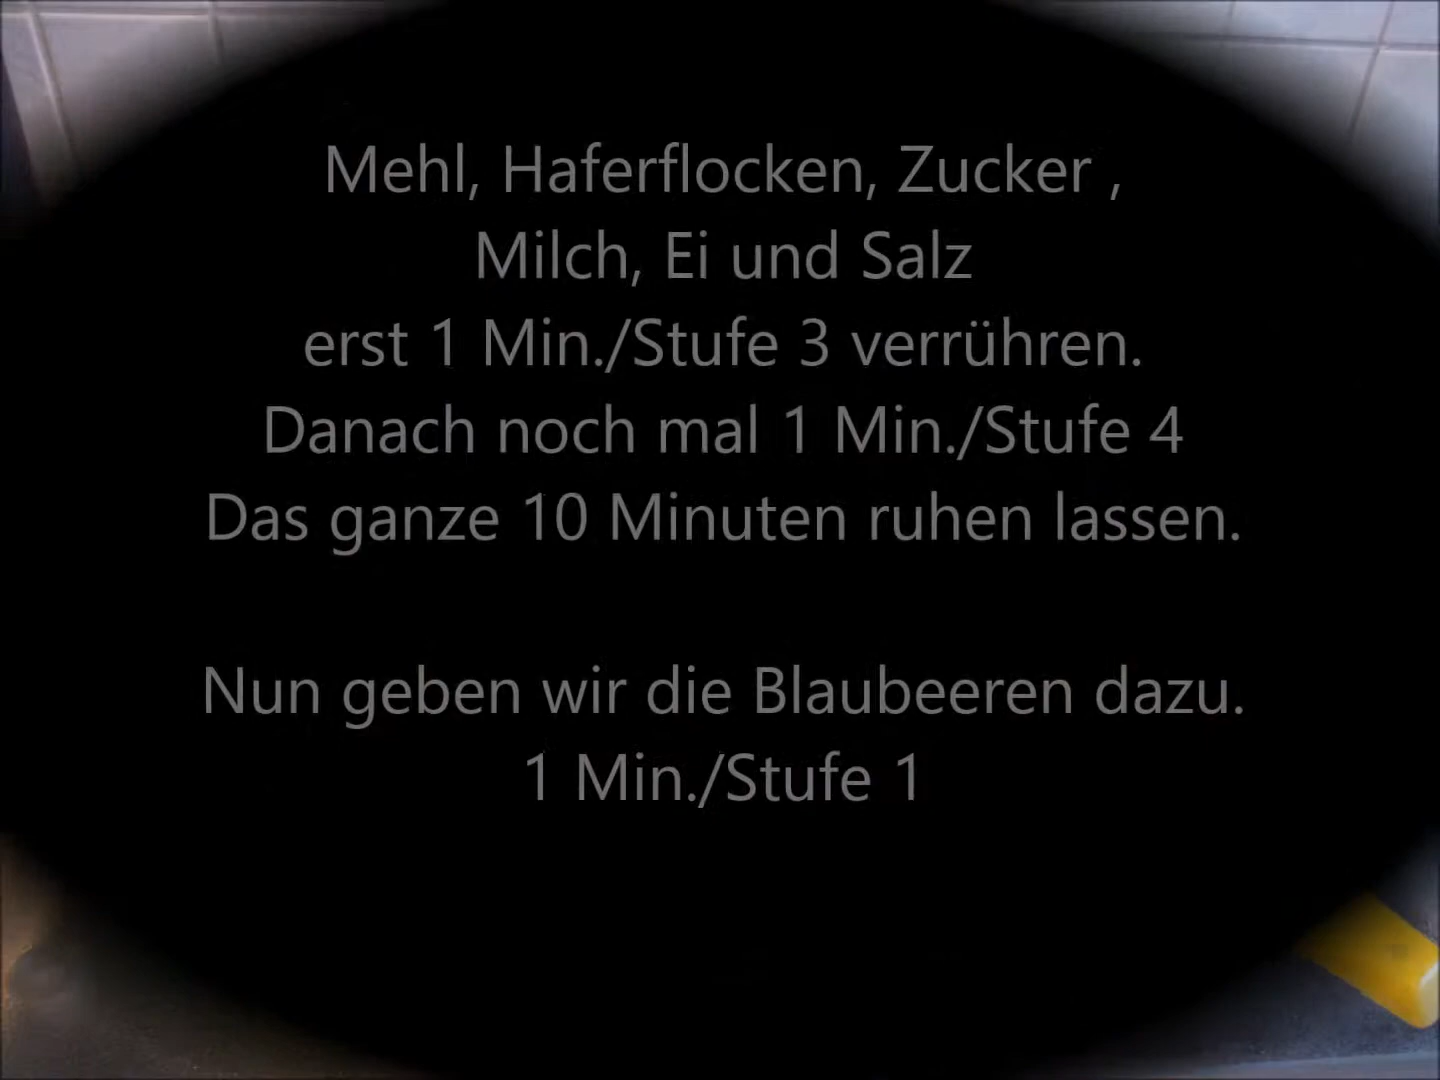 Mehl, Haferflocken, Zucker ,
Milch, Ei und Salz
erst 1 Min./Stufe 3 verrühren.
Danach noch mal 1 Min./Stufe 4
Das ganze 10 Minuten ruhen lassen.
Nun geben wir die Blaubeeren dazu.
1 Min./Stufe 1